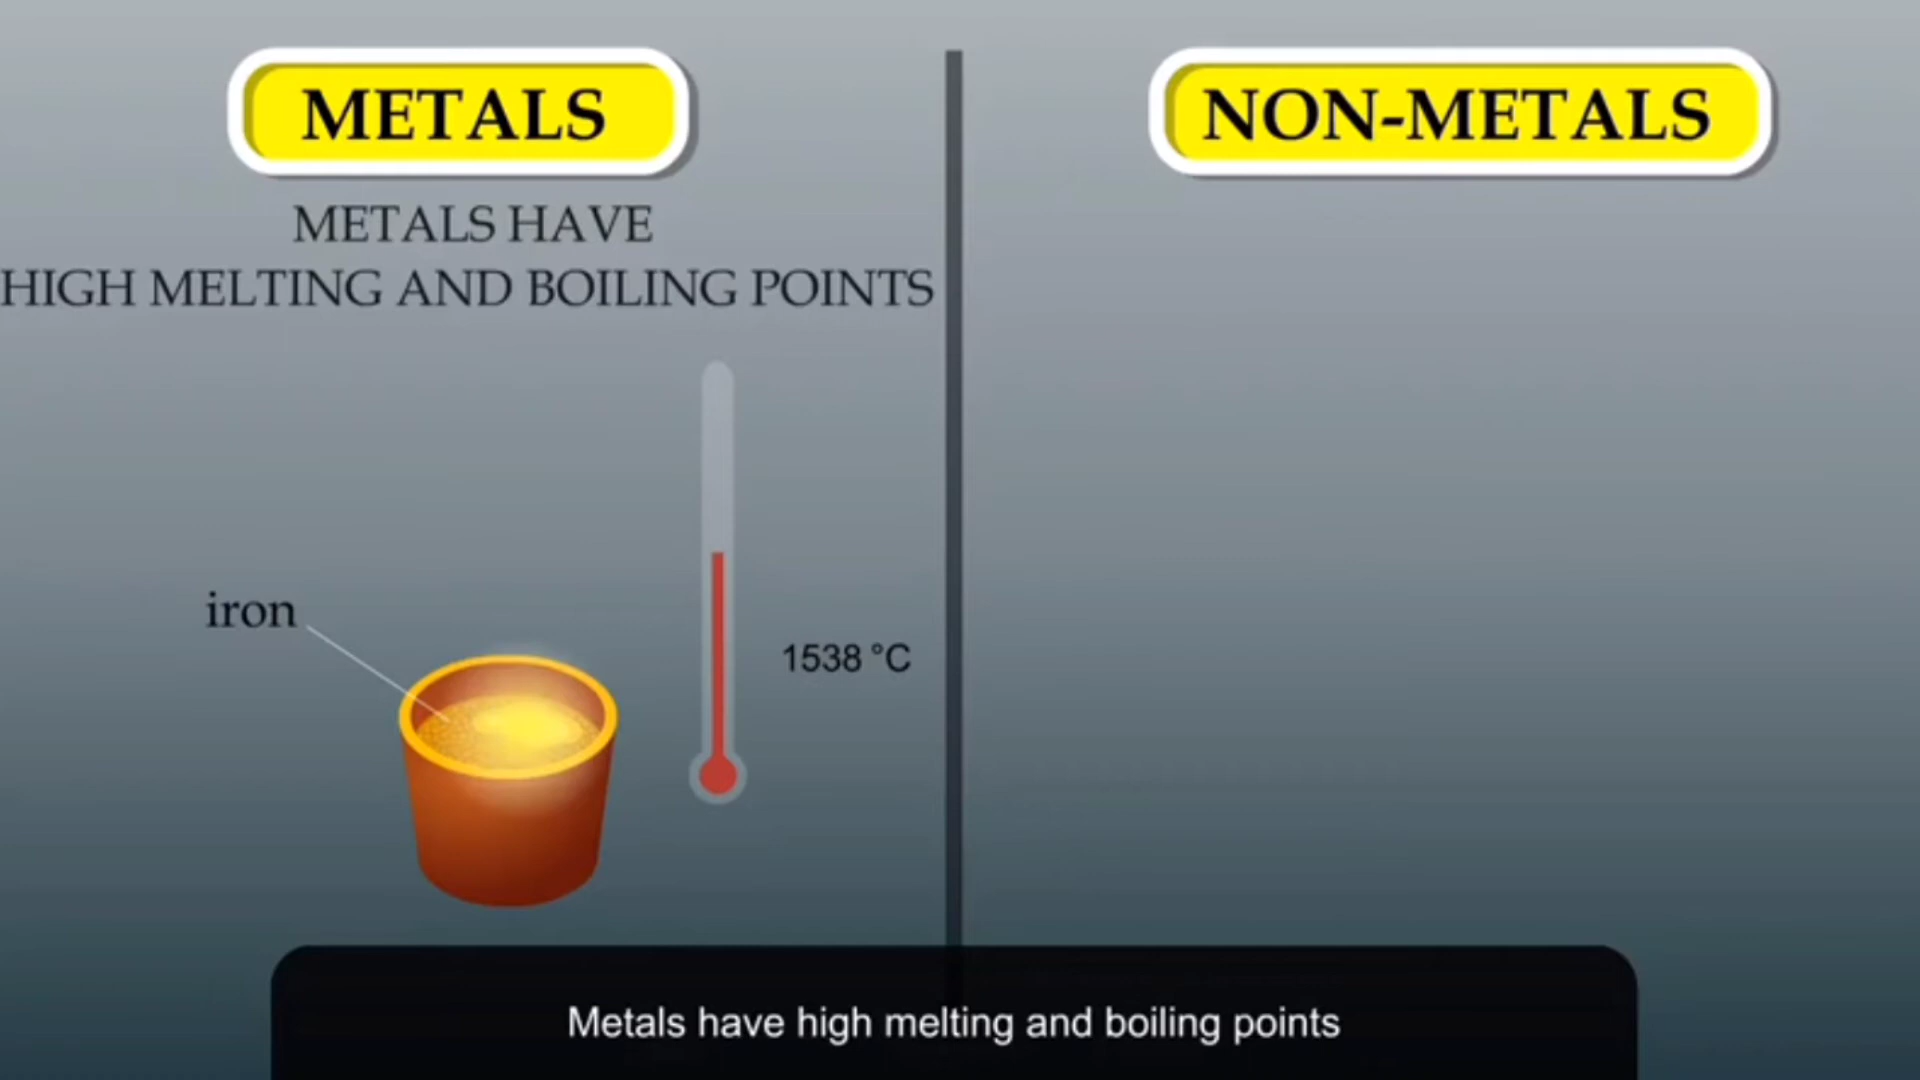 METALS
METALS HAVE
HIGH MELTING AND BOILING POINTS
iron
1538 °C
NON-METALS
Metals have high melting and boiling points